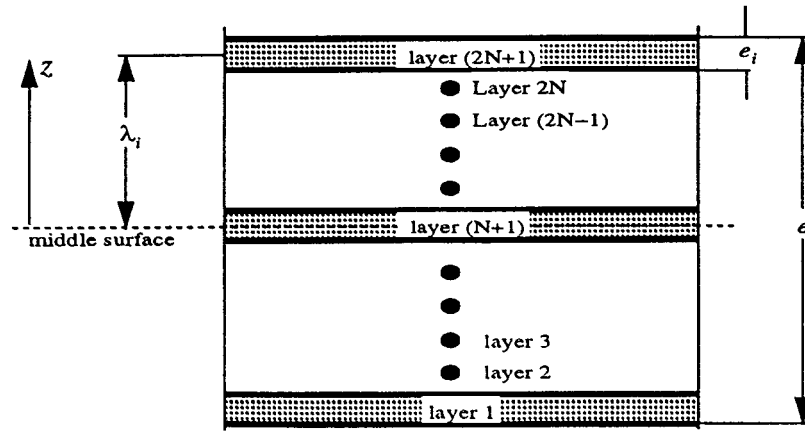 layer (2N+1)
e_i
z
Layer 2N
Layer (2N−1)
λ_i
layer (N+1)
middle surface
e
layer 3
layer 2
layer 1